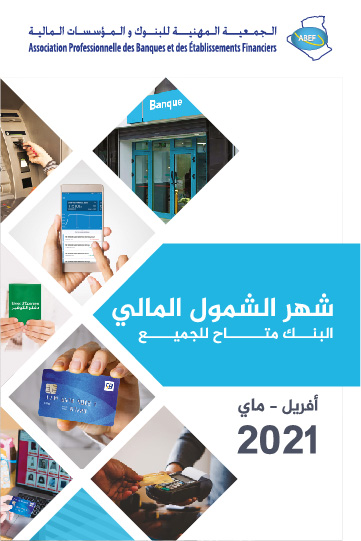 الجمعية المهنية للبنوك و المؤسسات المالية
Association Professionelle des Banques et des Établissements Financiers
ABEF
Banque
شهر الشمول المالي
البنك متاح للجميع
أفريل - ماي
2021